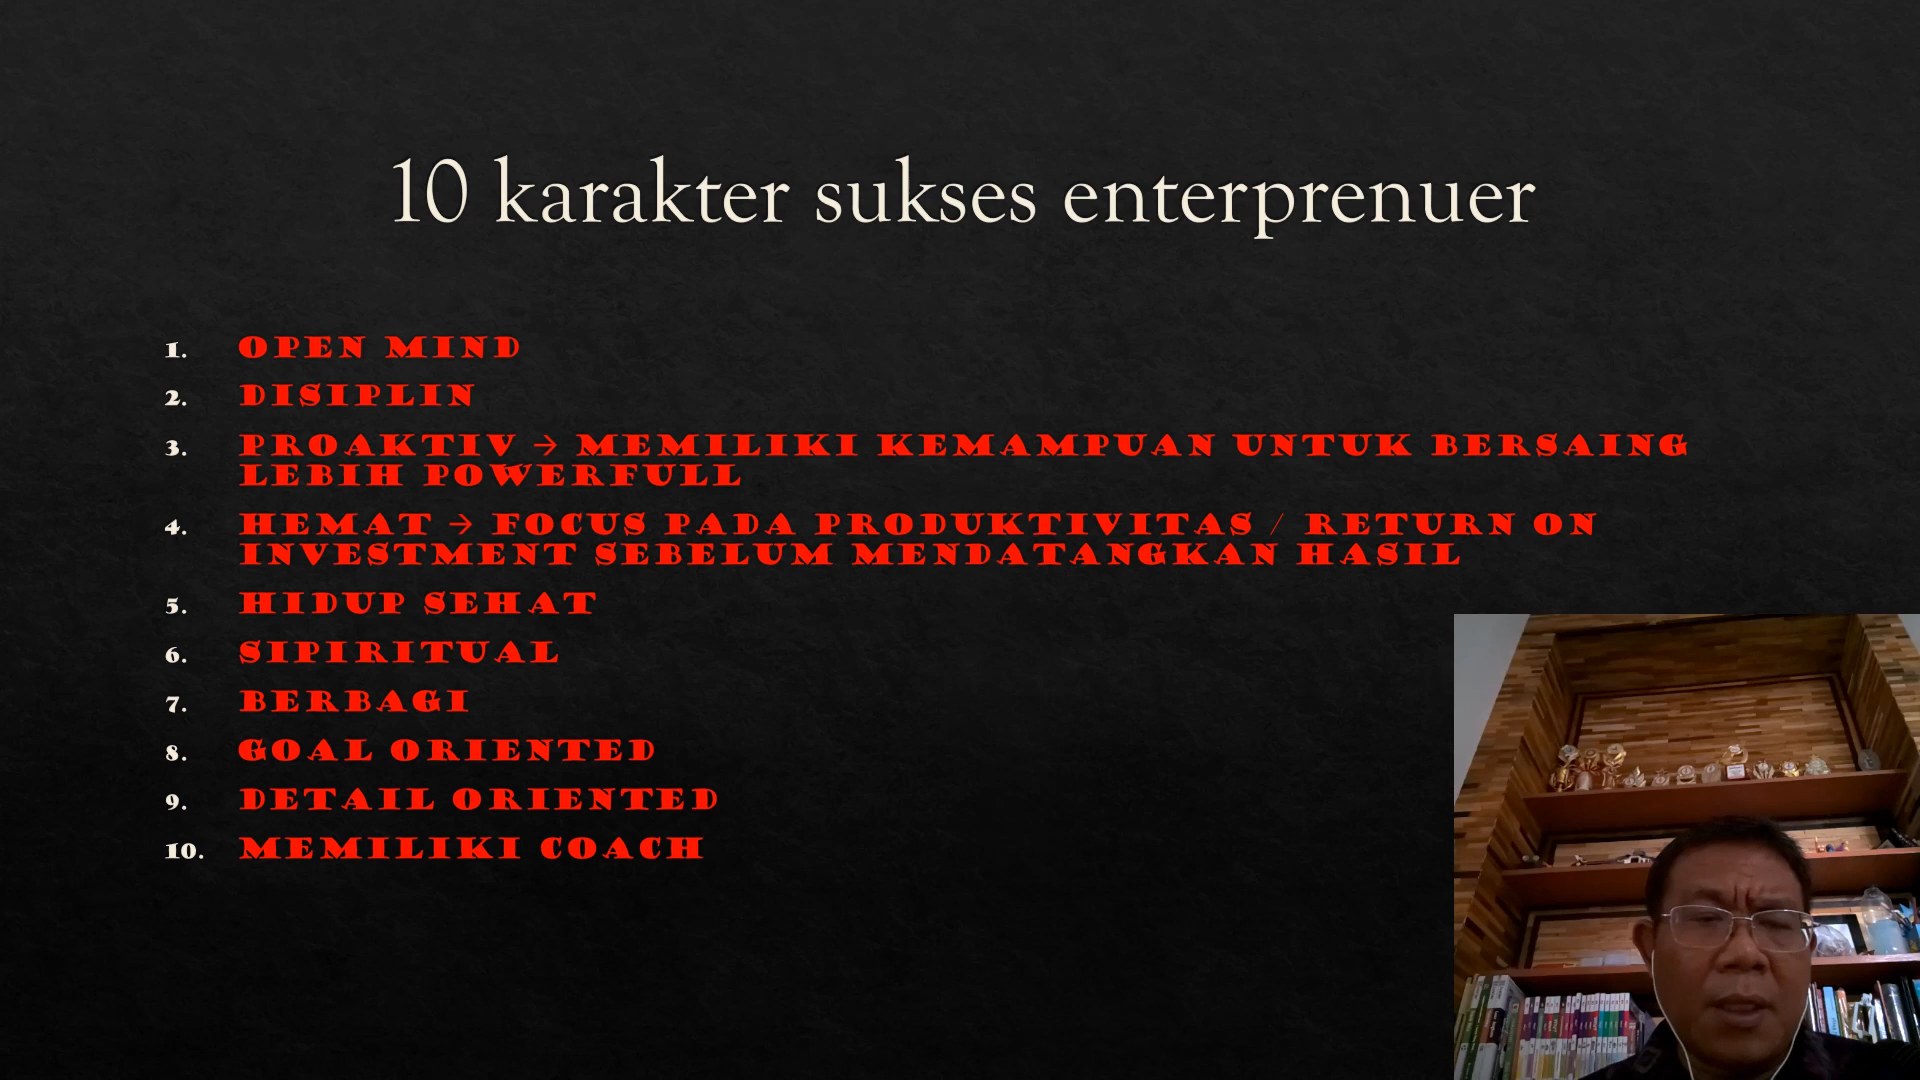 10 karakter sukses enterprenuer
1. OPEN MIND
2. DISIPLIN
3. PROAKTIV → MEMILIKI KEMAMPUAN UNTUK BERSAING
LEBIH POWERFULL
4. HEMAT → FOCUS PADA PRODUKTIVITAS / RETURN ON
INVESTMENT SEBELUM MENDATANGKAN HASIL
5. HIDUP SEHAT
6. SIPIRITUAL
7. BERBAGI
8. GOAL ORIENTED
9. DETAIL ORIENTED
10. MEMILIKI COACH